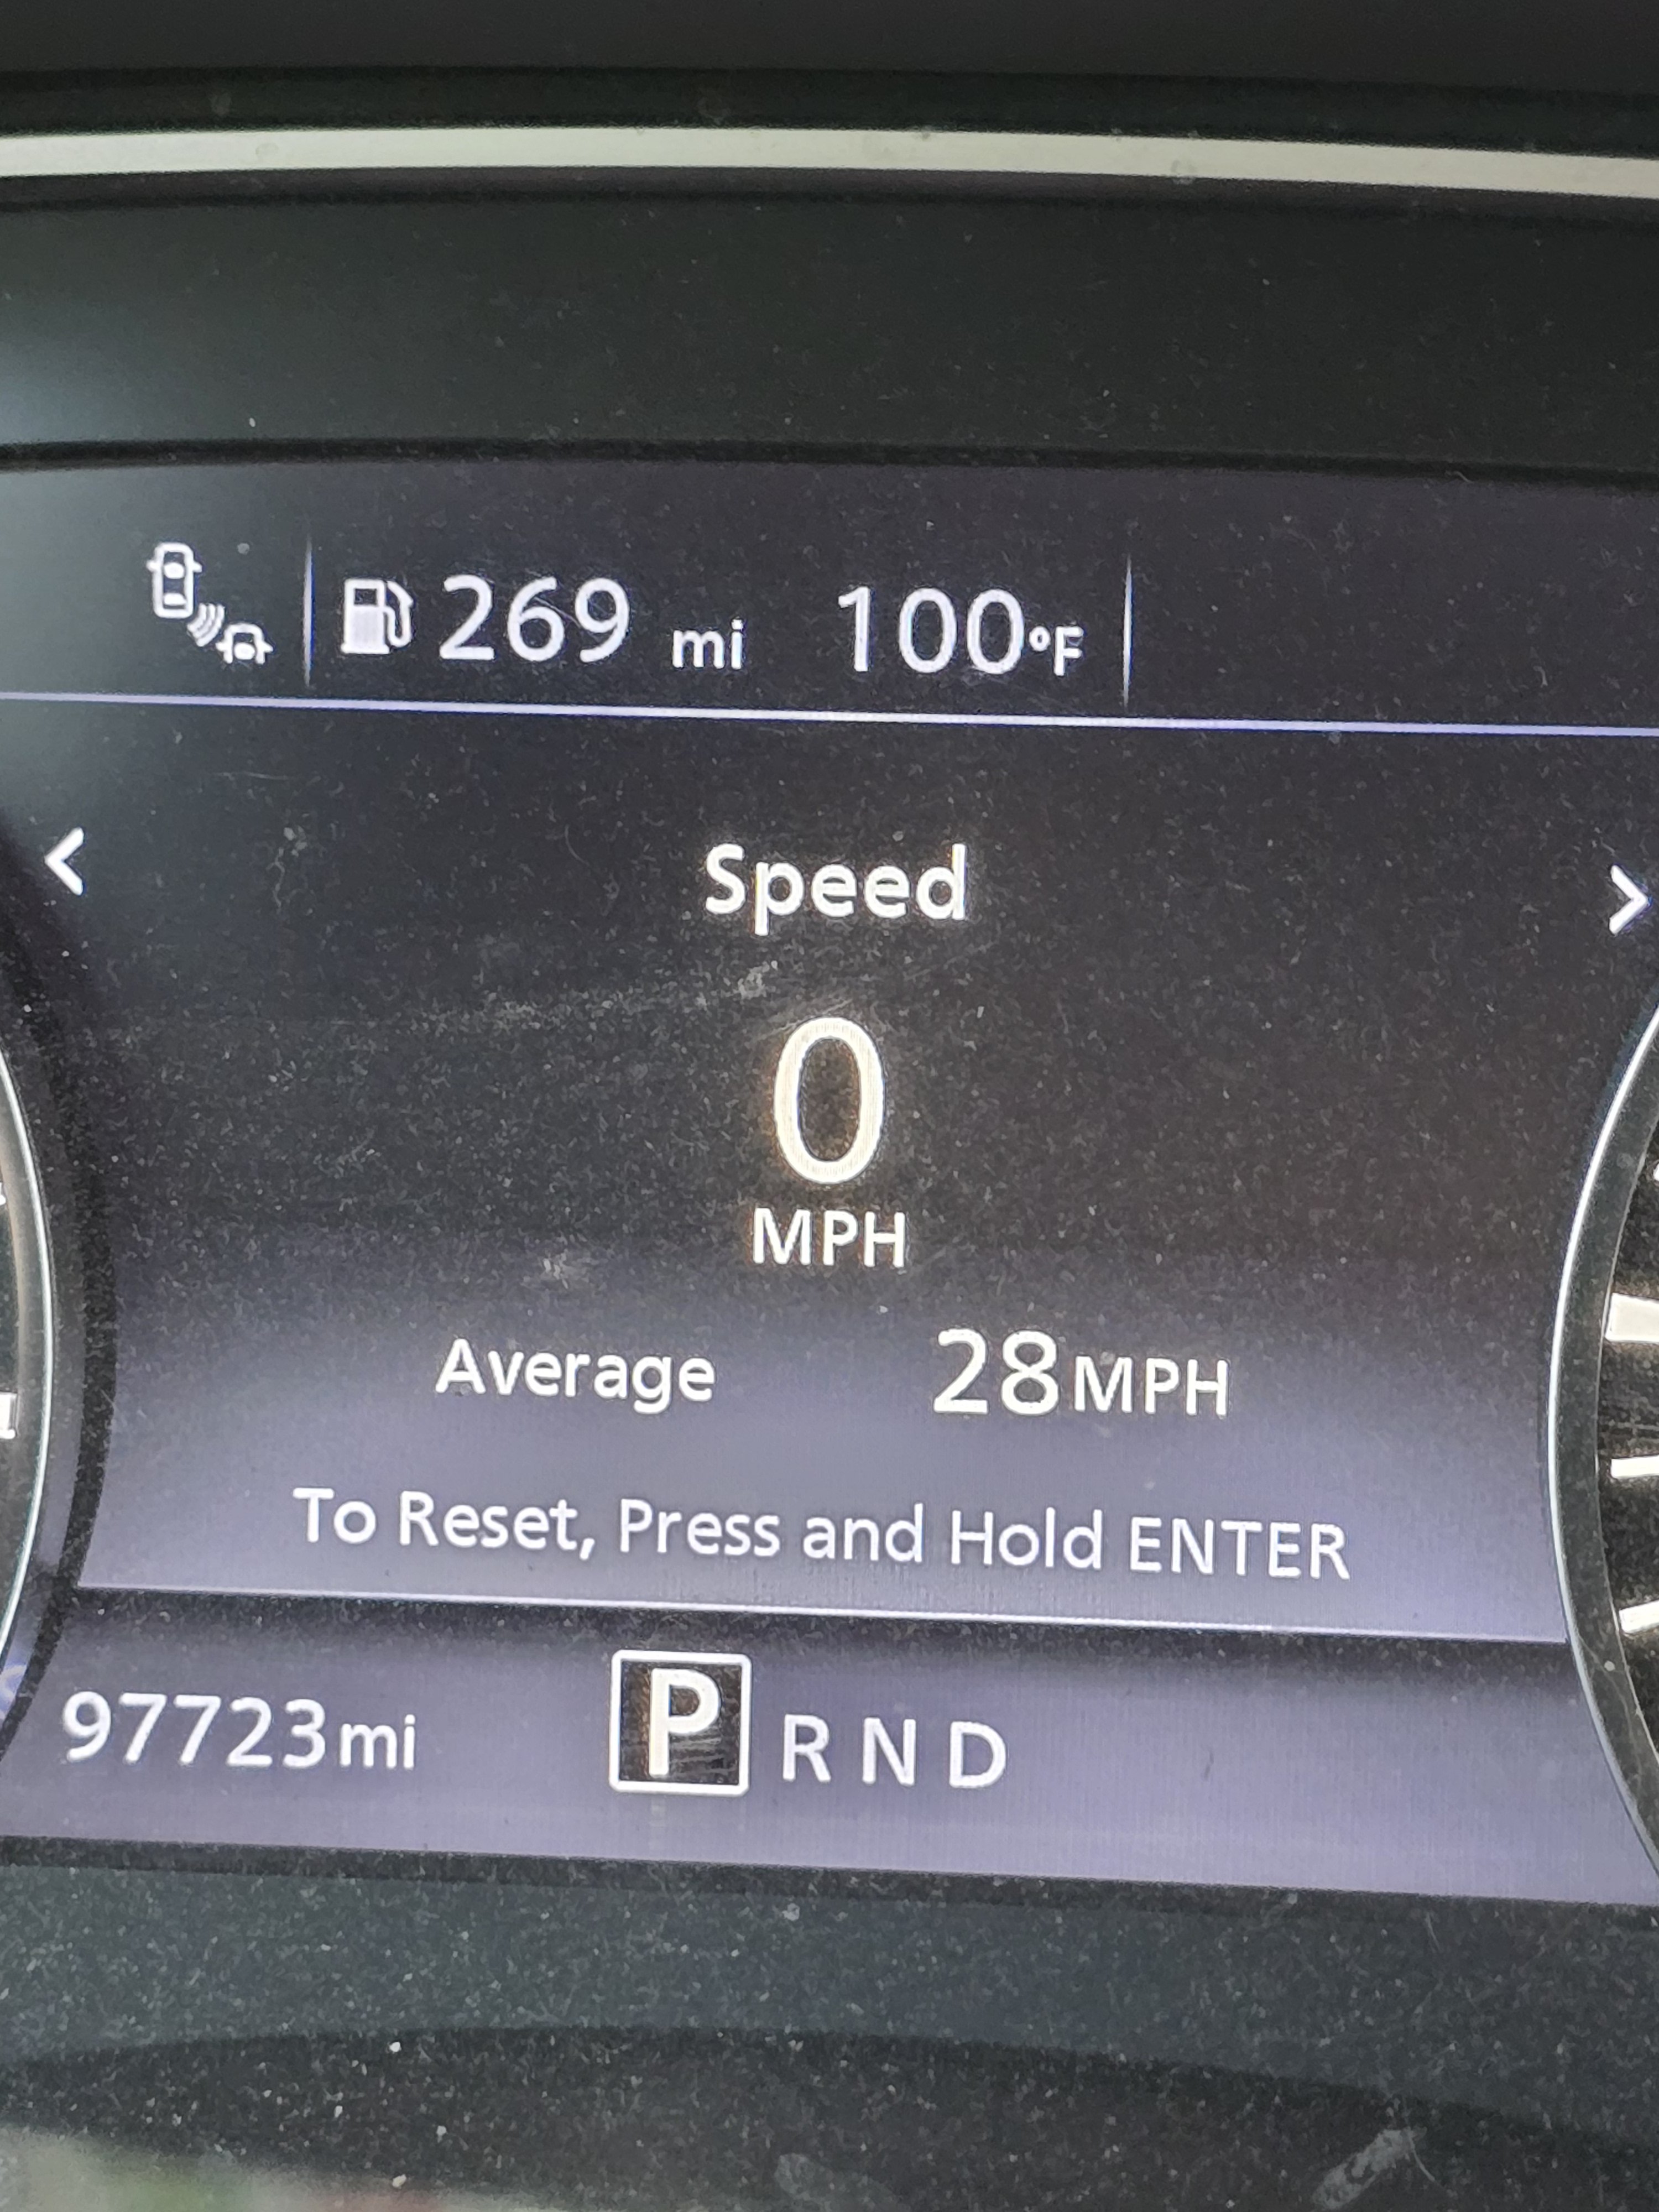 269 mi 100°F
< Speed >
0
MPH
Average 28MPH
To Reset, Press and Hold ENTER
97723mi P R N D